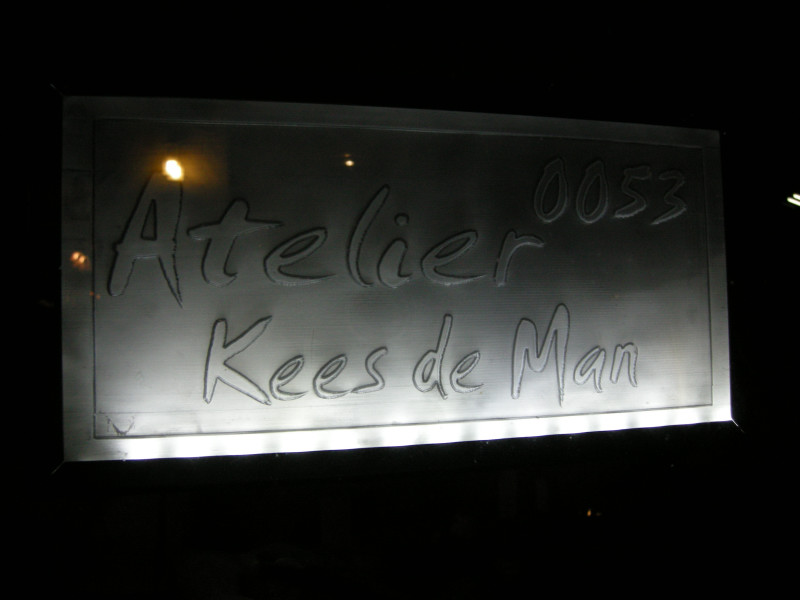 Atelier 0053
Kees de Man